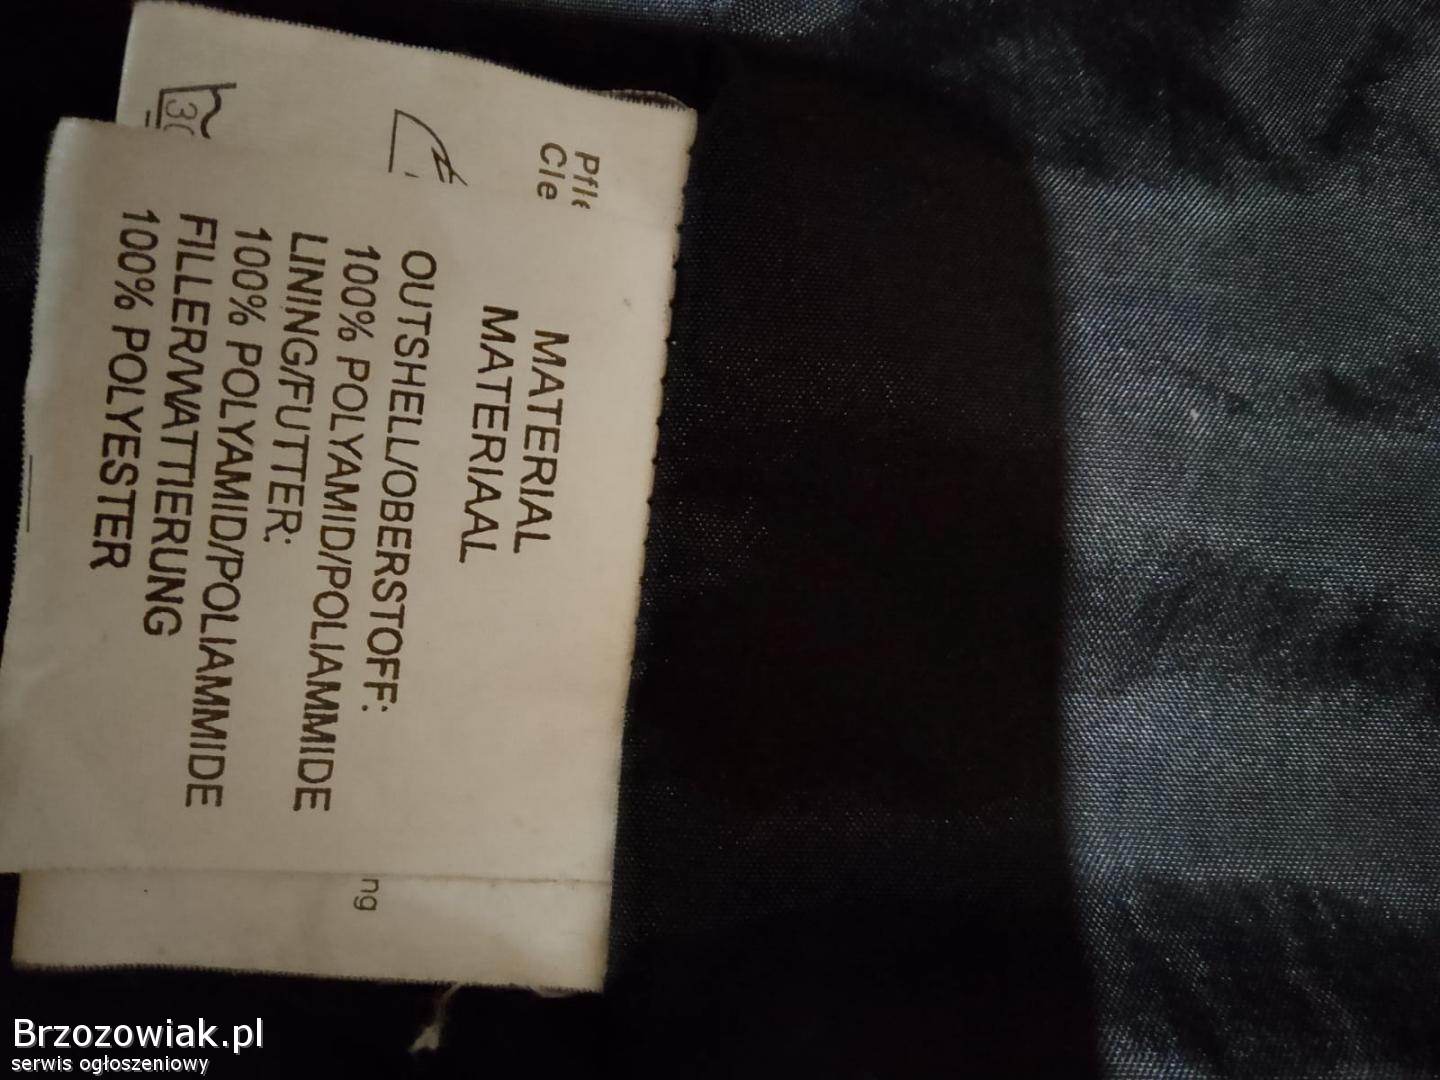 MATERIAL
MATERIAAL
OUTSHELL/OBERSTOFF:
100% POLYAMID/POLIAMMIDE
LINING/FUTTER:
100% POLYAMID/POLIAMMIDE
FILLER/WATTIERUNG
100% POLYESTER
Brzozowiak.pl
serwis ogłoszeniowy